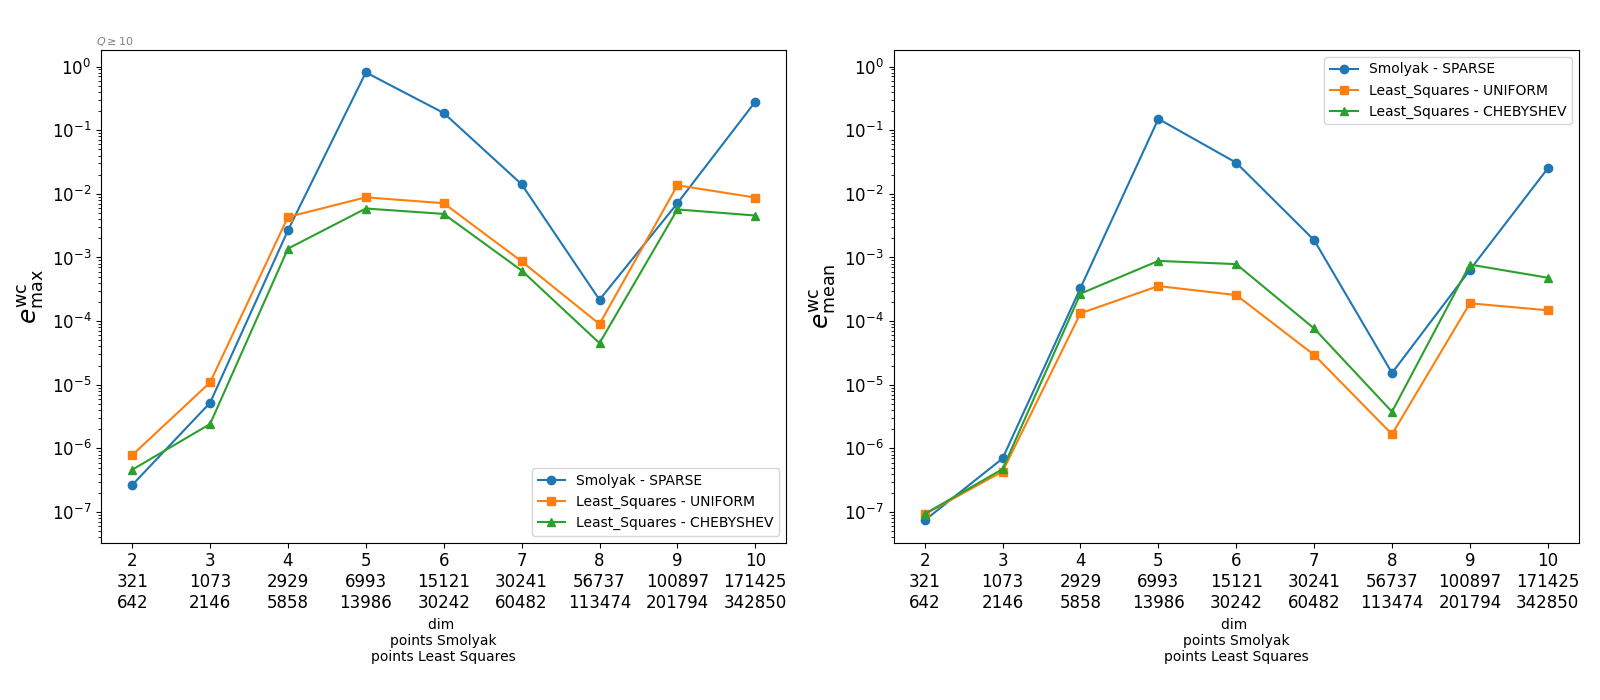 Q ≥ 10
10⁰
10⁻¹
10⁻²
10⁻³
10⁻⁴
10⁻⁵
10⁻⁶
10⁻⁷
e^wc_max
Smolyak - SPARSE
Least_Squares - UNIFORM
Least_Squares - CHEBYSHEV
2 3 4 5 6 7 8 9 10
321 1073 2929 6993 15121 30241 56737 100897 171425
642 2146 5858 13986 30242 60482 113474 201794 342850
dim
points Smolyak
points Least Squares
10⁰
10⁻¹
10⁻²
10⁻³
10⁻⁴
10⁻⁵
10⁻⁶
10⁻⁷
e^wc_mean
Smolyak - SPARSE
Least_Squares - UNIFORM
Least_Squares - CHEBYSHEV
2 3 4 5 6 7 8 9 10
321 1073 2929 6993 15121 30241 56737 100897 171425
642 2146 5858 13986 30242 60482 113474 201794 342850
dim
points Smolyak
points Least Squares